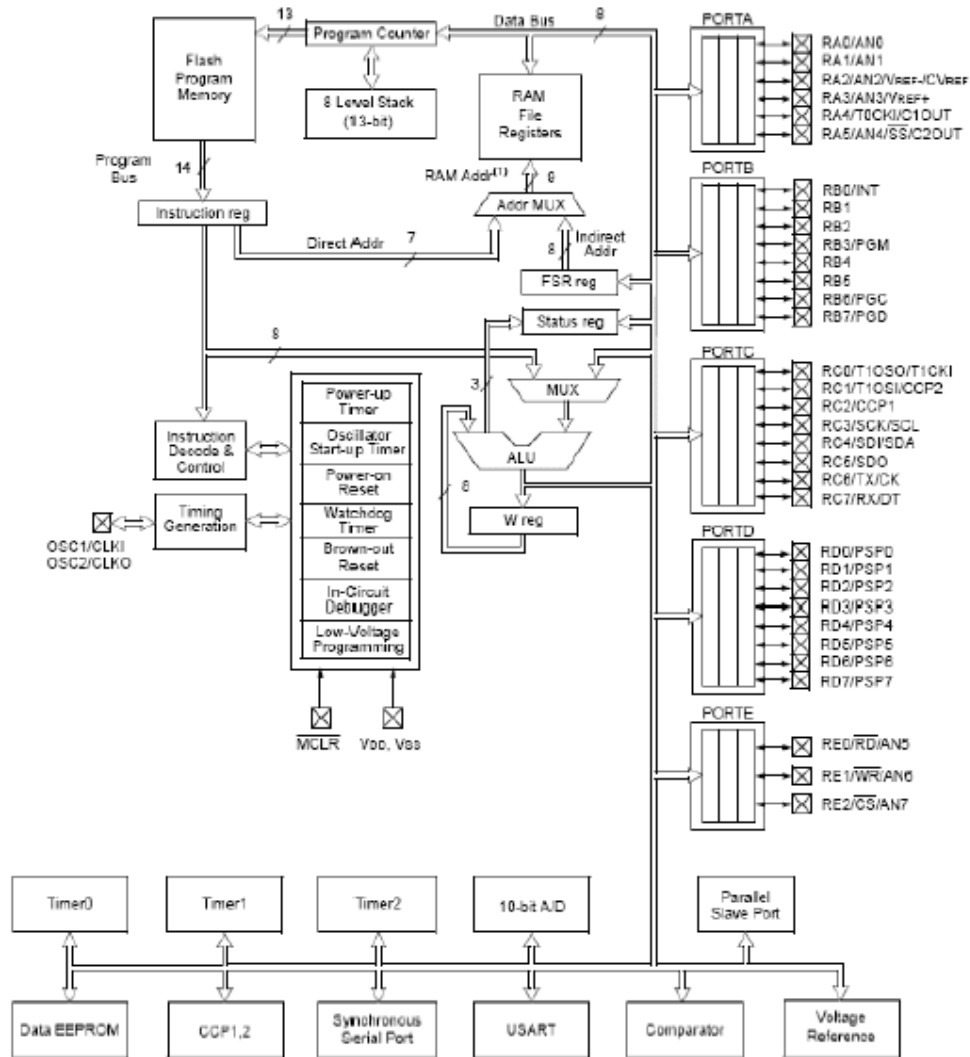 13
Data Bus
8
PORTA
Flash
Program
Memory
Program Counter
8 Level Stack
(13-bit)
RAM
File
Registers
RA0/AN0
RA1/AN1
RA2/AN2/VREF-/CVREF
RA3/AN3/VREF+
RA4/T0CKI/C1OUT
RA5/AN4/SS/C2OUT
Program
Bus
14
RAM Addr(1)
9
PORTB
Instruction reg
Addr MUX
Direct Addr
7
8
Indirect
Addr
FSR reg
Status reg
RB0/INT
RB1
RB2
RB3/PGM
RB4
RB5
RB6/PGC
RB7/PGD
8
3
MUX
PORTC
Power-up
Timer
Oscillator
Start-up Timer
Power-on
Reset
Watchdog
Timer
Brown-out
Reset
In-Circuit
Debugger
Low-Voltage
Programming
Instruction
Decode &
Control
Timing
Generation
OSC1/CLKI
OSC2/CLKO
ALU
8
W reg
RC0/T1OSO/T1CKI
RC1/T1OSI/CCP2
RC2/CCP1
RC3/SCK/SCL
RC4/SDI/SDA
RC5/SDO
RC6/TX/CK
RC7/RX/DT
PORTD
RD0/PSP0
RD1/PSP1
RD2/PSP2
RD3/PSP3
RD4/PSP4
RD5/PSP5
RD6/PSP6
RD7/PSP7
MCLR
VDD, VSS
PORTE
RE0/RD/AN5
RE1/WR/AN6
RE2/CS/AN7
Timer0
Timer1
Timer2
10-bit A/D
Parallel
Slave Port
Data EEPROM
CCP1,2
Synchronous
Serial Port
USART
Comparator
Voltage
Reference